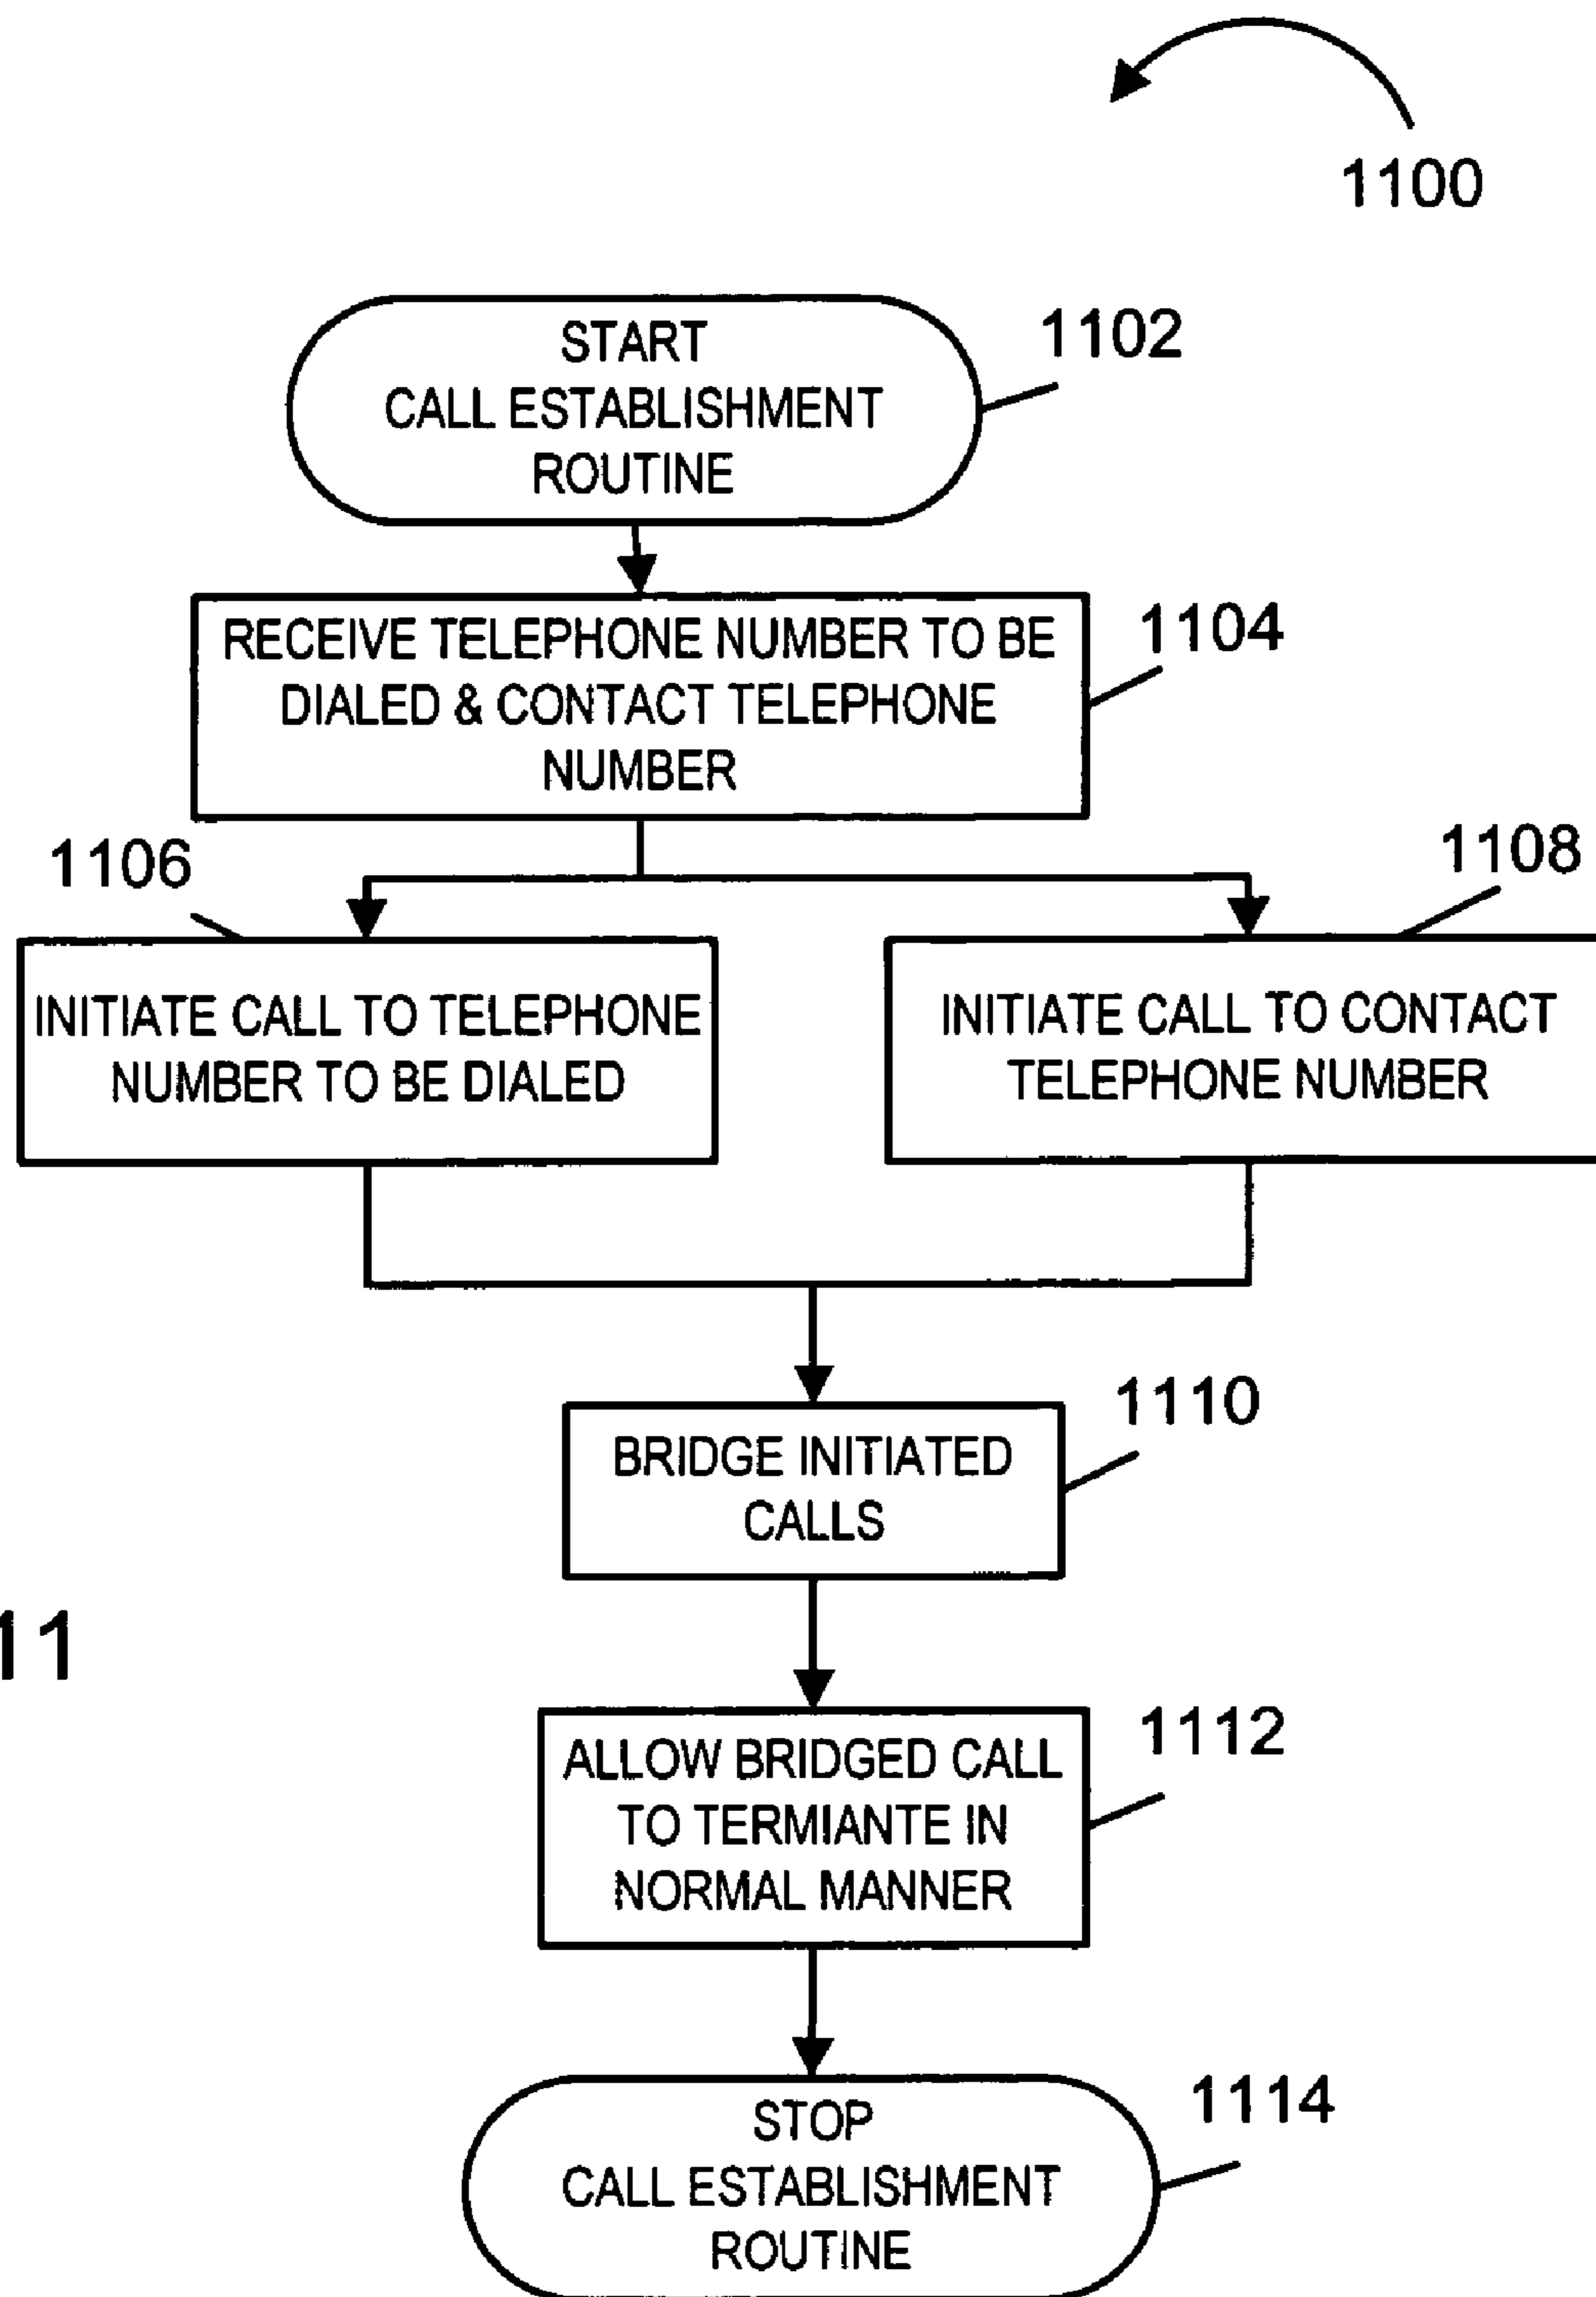 1100
START
CALL ESTABLISHMENT
ROUTINE
1102
RECEIVE TELEPHONE NUMBER TO BE
DIALED & CONTACT TELEPHONE
NUMBER
1104
1106
INITIATE CALL TO TELEPHONE
NUMBER TO BE DIALED
1108
INITIATE CALL TO CONTACT
TELEPHONE NUMBER
BRIDGE INITIATED
CALLS
1110
11
ALLOW BRIDGED CALL
TO TERMIANTE IN
NORMAL MANNER
1112
STOP
CALL ESTABLISHMENT
ROUTINE
1114